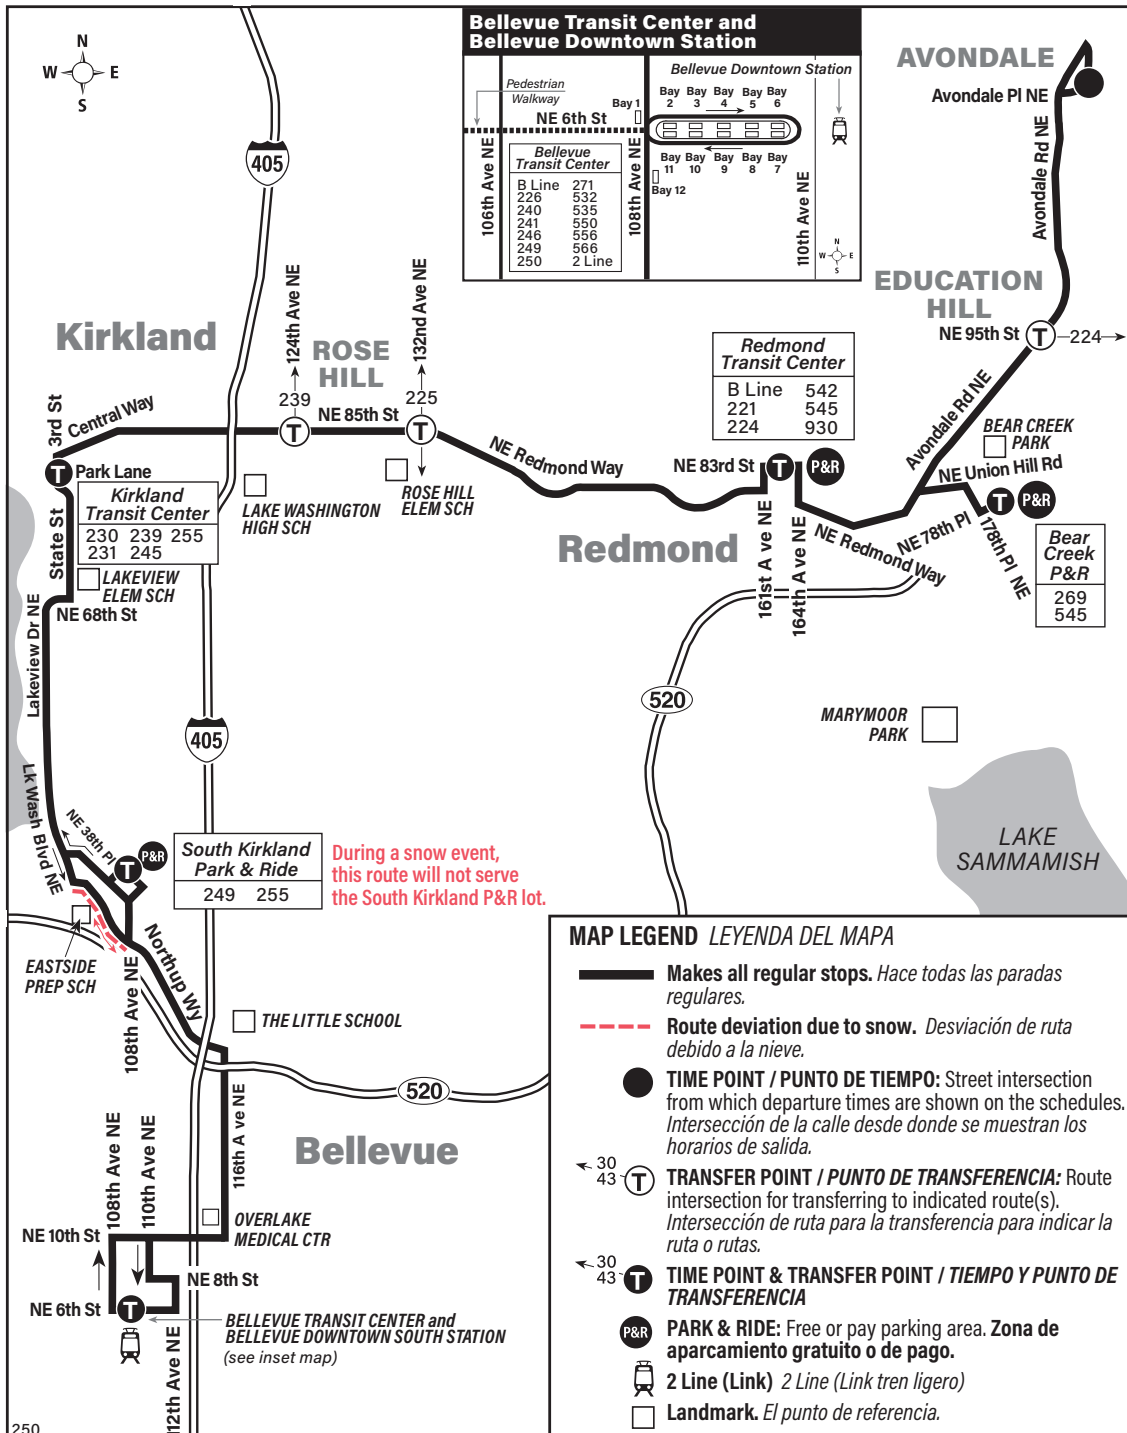 Bellevue Transit Center and
Bellevue Downtown Station
Pedestrian
Walkway
Bellevue Downtown Station
Bay 1
Bay
2
Bay
3
Bay
4
Bay
5
Bay
6
NE 6th St
106th Ave NE
Bellevue
Transit Center
B Line 271
226 532
240 535
241 550
246 556
249 566
250 2 Line
108th Ave NE
Bay
11
Bay
10
Bay
9
Bay
8
Bay
7
Bay 12
110th Ave NE
N
W E
S
N
W E
S
AVONDALE
Avondale Pl NE
Avondale Rd NE
EDUCATION
HILL
NE 95th St
T
224
405
Kirkland
124th Ave NE
ROSE
HILL
132nd Ave NE
239
225
3rd St
Central Way
T
NE 85th St
T
NE Redmond Way
Redmond
Transit Center
B Line 542
221 545
224 930
NE 83rd St
T
P&R
Avondale Rd NE
BEAR CREEK
PARK
NE Union Hill Rd
T
Park Lane
Kirkland
Transit Center
230 239 255
231 245
State St
LAKE WASHINGTON
HIGH SCH
ROSE HILL
ELEM SCH
Redmond
161st A ve NE
164th Ave NE
NE Redmond Way
NE 78th Pl
T
P&R
178th Pl NE
Bear
Creek
P&R
269
545
LAKEVIEW
ELEM SCH
NE 68th St
Lakeview Dr NE
405
520
MARYMOOR
PARK
LAKE
SAMMAMISH
Lk Wash Blvd NE
NE 38th Pl
T
P&R
South Kirkland
Park & Ride
249 255
During a snow event,
this route will not serve
the South Kirkland P&R lot.
EASTSIDE
PREP SCH
108th Ave NE
Northup Wy
THE LITTLE SCHOOL
520
Bellevue
116th A ve NE
108th Ave NE
110th Ave NE
NE 10th St
OVERLAKE
MEDICAL CTR
NE 8th St
NE 6th St
T
BELLEVUE TRANSIT CENTER and
BELLEVUE DOWNTOWN SOUTH STATION
(see inset map)
112th Ave NE
250
MAP LEGEND LEYENDA DEL MAPA
Makes all regular stops. Hace todas las paradas
regulares.
Route deviation due to snow. Desviación de ruta
debido a la nieve.
TIME POINT / PUNTO DE TIEMPO: Street intersection
from which departure times are shown on the schedules.
Intersección de la calle desde donde se muestran los
horarios de salida.
30
43 T
TRANSFER POINT / PUNTO DE TRANSFERENCIA: Route
intersection for transferring to indicated route(s).
Intersección de ruta para la transferencia para indicar la
ruta o rutas.
30
43 T
TIME POINT & TRANSFER POINT / TIEMPO Y PUNTO DE
TRANSFERENCIA
P&R
PARK & RIDE: Free or pay parking area. Zona de
aparcamiento gratuito o de pago.
2 Line (Link) 2 Line (Link tren ligero)
Landmark. El punto de referencia.